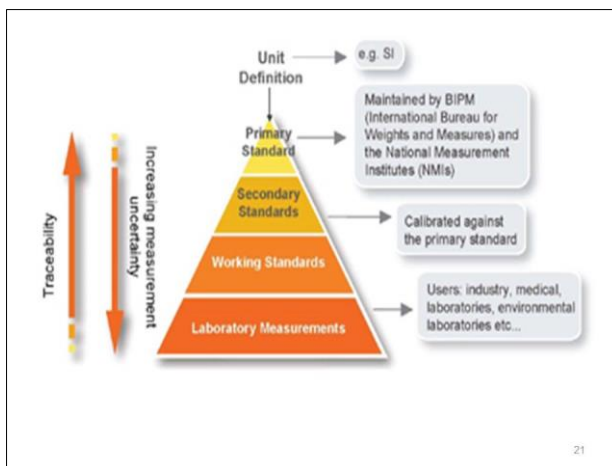 Unit
Definition
e.g. SI
Primary
Standard
Maintained by BIPM
(International Bureau for
Weights and Measures) and
the National Measurement
Institutes (NMIs)
Secondary
Standards
Calibrated against
the primary standard
Working Standards
Laboratory Measurements
Users: industry, medical,
laboratories, environmental
laboratories etc...
Traceability
Increasing measurement
uncertainty
21